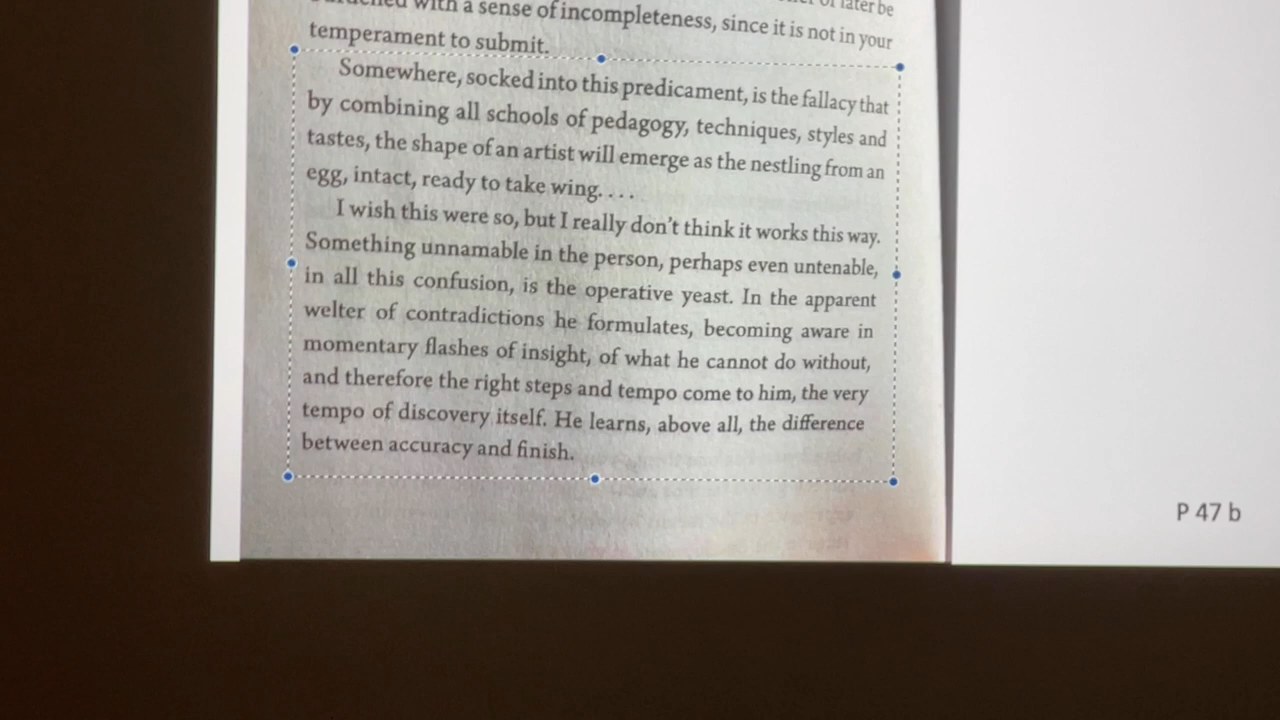 later be
with a sense of incompleteness, since it is not in your
temperament to submit.
Somewhere, socked into this predicament, is the fallacy that
by combining all schools of pedagogy, techniques, styles and
tastes, the shape of an artist will emerge as the nestling from an
egg, intact, ready to take wing. . . .
I wish this were so, but I really don't think it works this way.
Something unnamable in the person, perhaps even untenable,
in all this confusion, is the operative yeast. In the apparent
welter of contradictions he formulates, becoming aware in
momentary flashes of insight, of what he cannot do without,
and therefore the right steps and tempo come to him, the very
tempo of discovery itself. He learns, above all, the difference
between accuracy and finish.
P 47 b